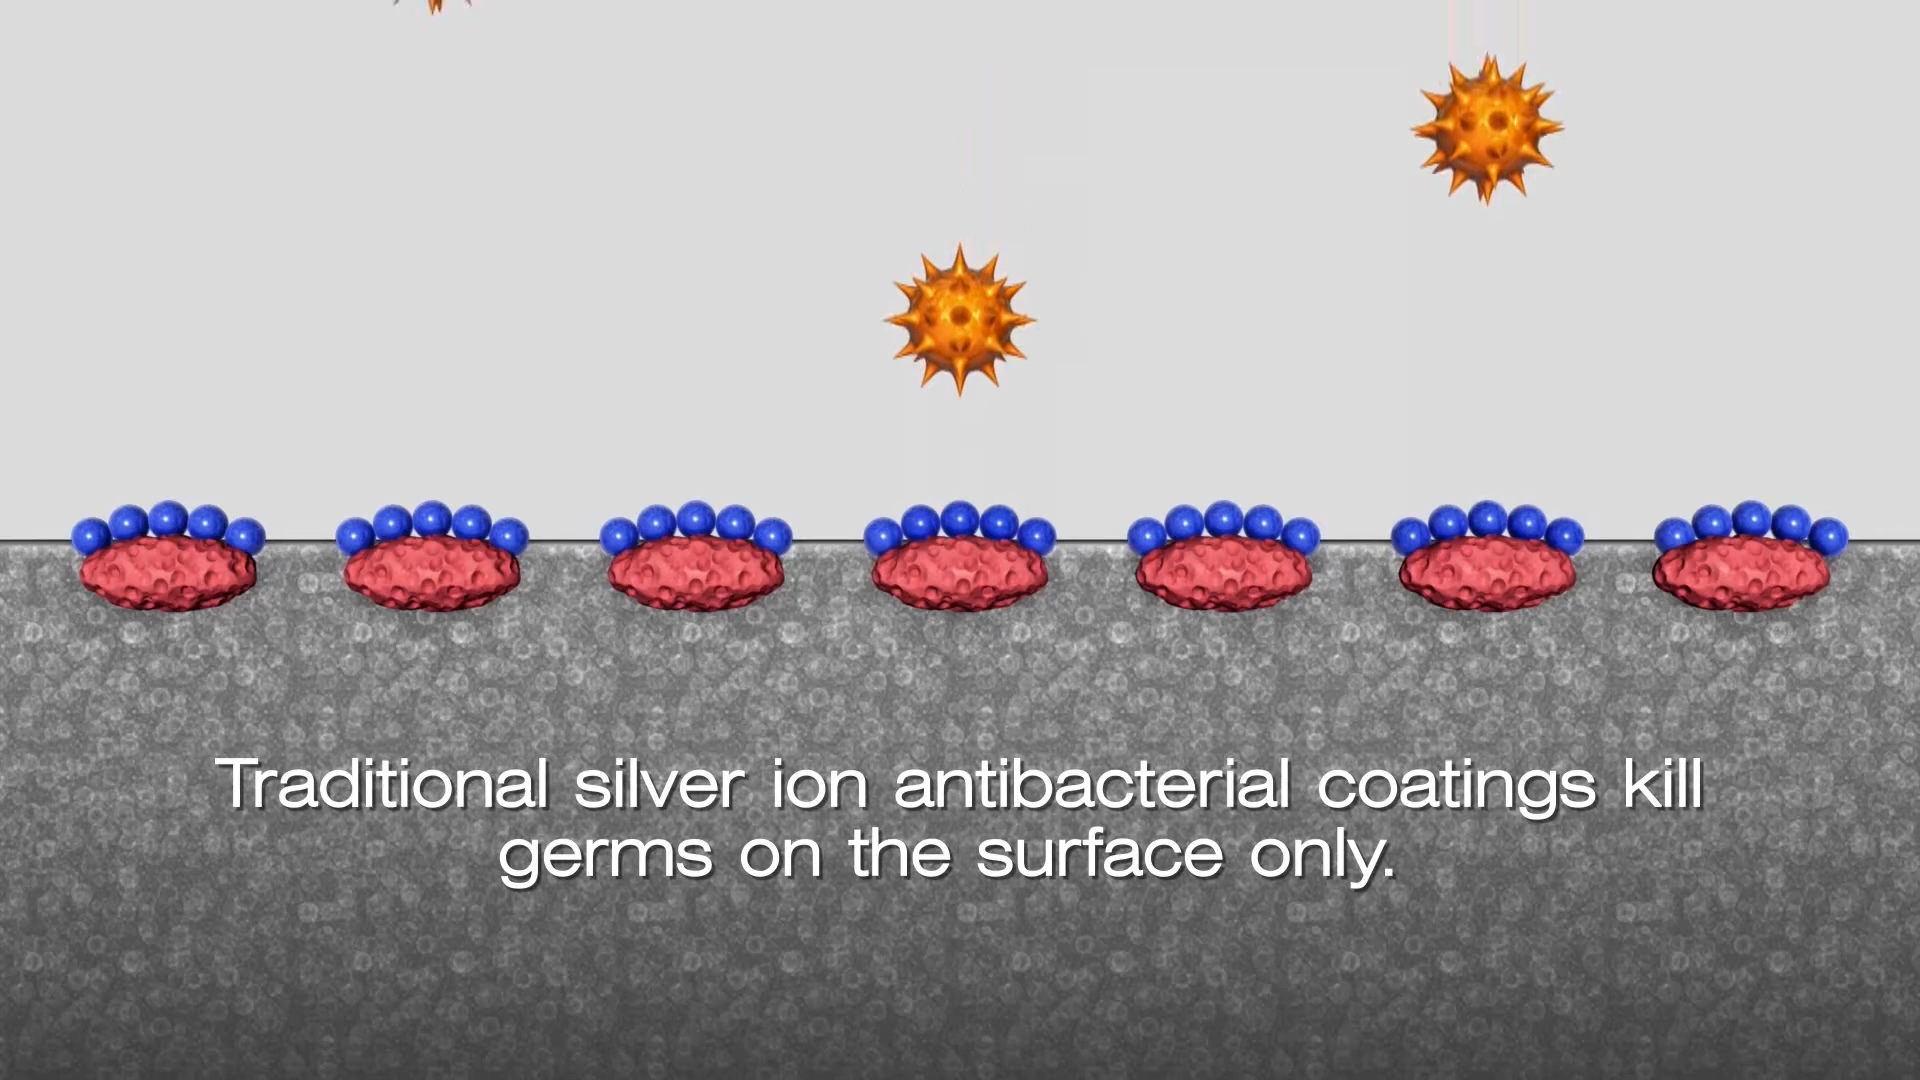 Traditional silver ion antibacterial coatings kill
germs on the surface only.